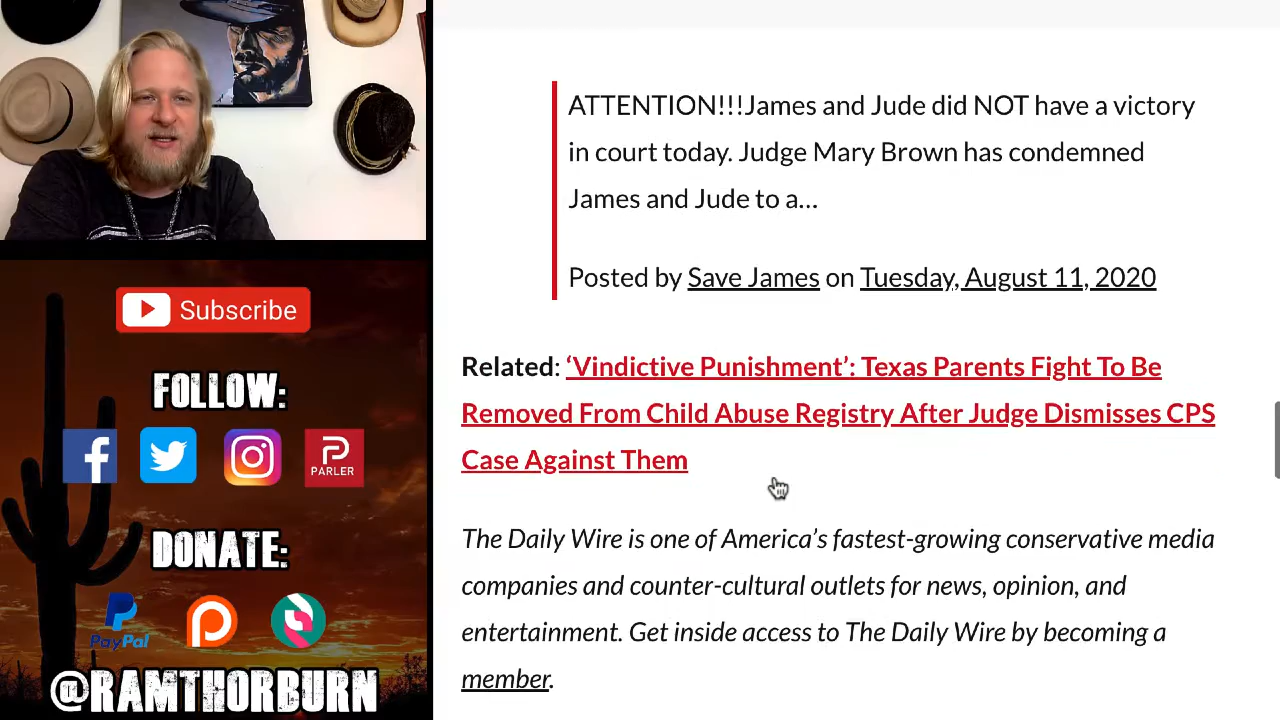 ATTENTION!!!James and Jude did NOT have a victory
in court today. Judge Mary Brown has condemned
James and Jude to a...
Posted by Save James on Tuesday, August 11, 2020
Related: ‘Vindictive Punishment’: Texas Parents Fight To Be
Removed From Child Abuse Registry After Judge Dismisses CPS
Case Against Them
The Daily Wire is one of America’s fastest-growing conservative media
companies and counter-cultural outlets for news, opinion, and
entertainment. Get inside access to The Daily Wire by becoming a
member.
Subscribe
FOLLOW:
PARLER
DONATE:
PayPal
@RAMTHORBURN